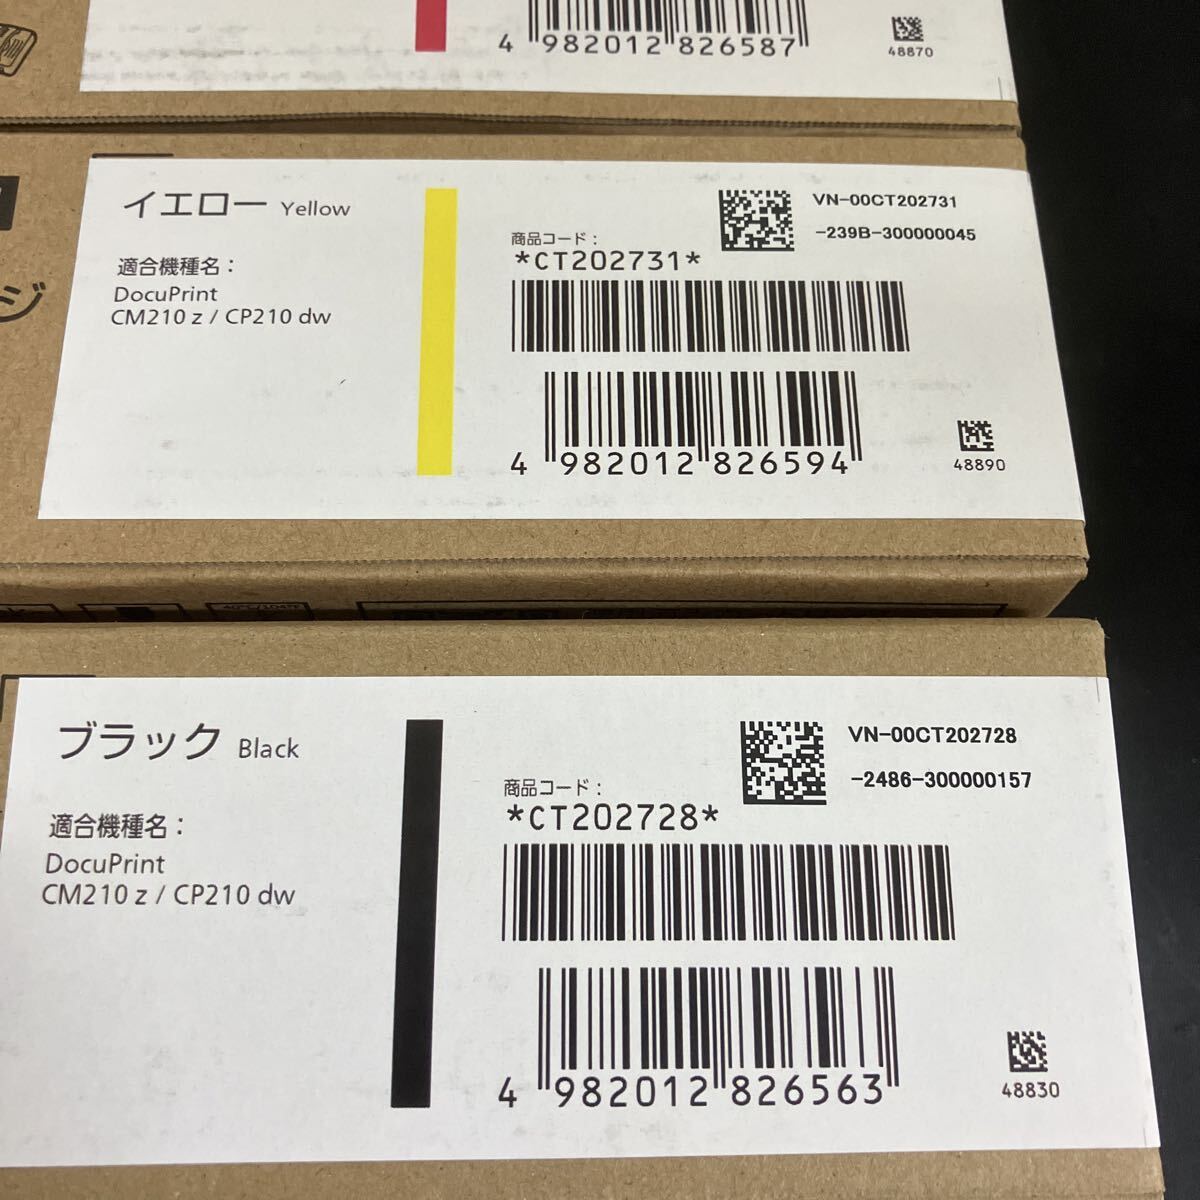 4 982012 826587
48870
イエロー Yellow
適合機種名：
DocuPrint
CM210 z / CP210 dw
商品コード：
*CT202731*
VN-00CT202731
-239B-300000045
4 982012 826594
48890
ジ
40°C/104°F
ブラック Black
適合機種名：
DocuPrint
CM210 z / CP210 dw
商品コード：
*CT202728*
VN-00CT202728
-2486-300000157
4 982012 826563
48830